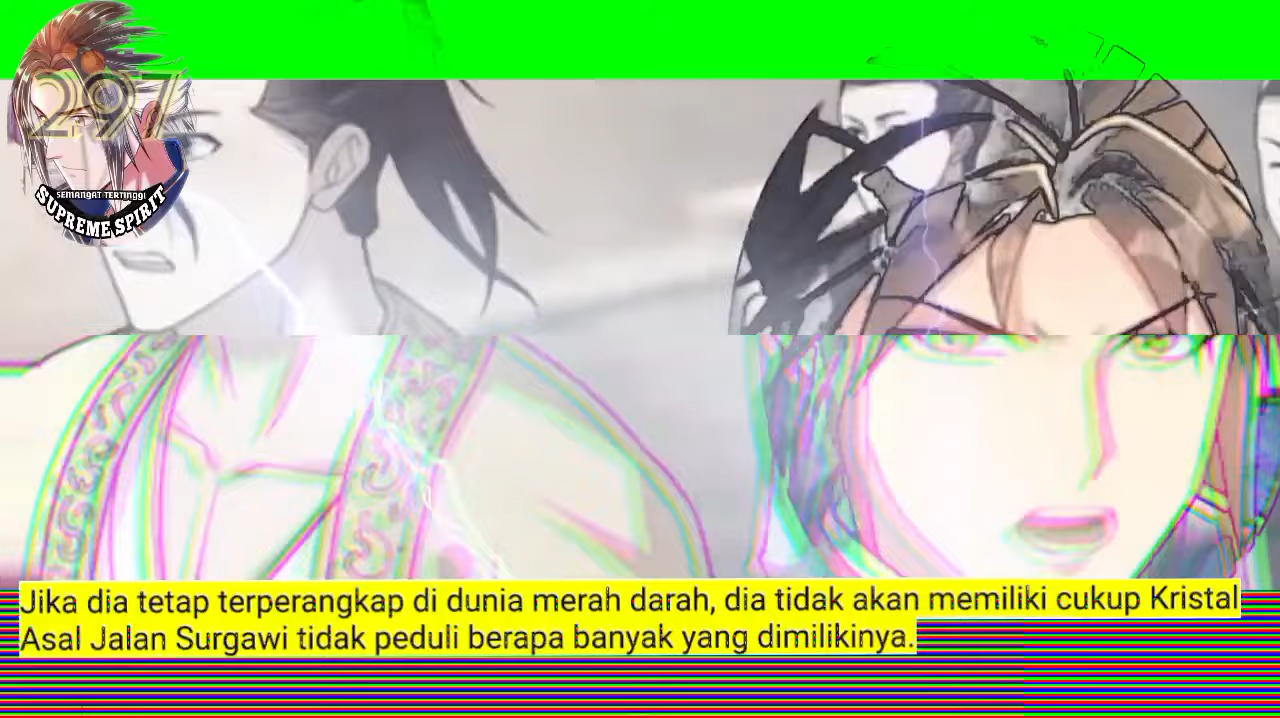 297
SEMANGAT TERTINGGI
SUPREME SPIRIT
Jika dia tetap terperangkap di dunia merah darah, dia tidak akan memiliki cukup Kristal
Asal Jalan Surgawi tidak peduli berapa banyak yang dimilikinya.